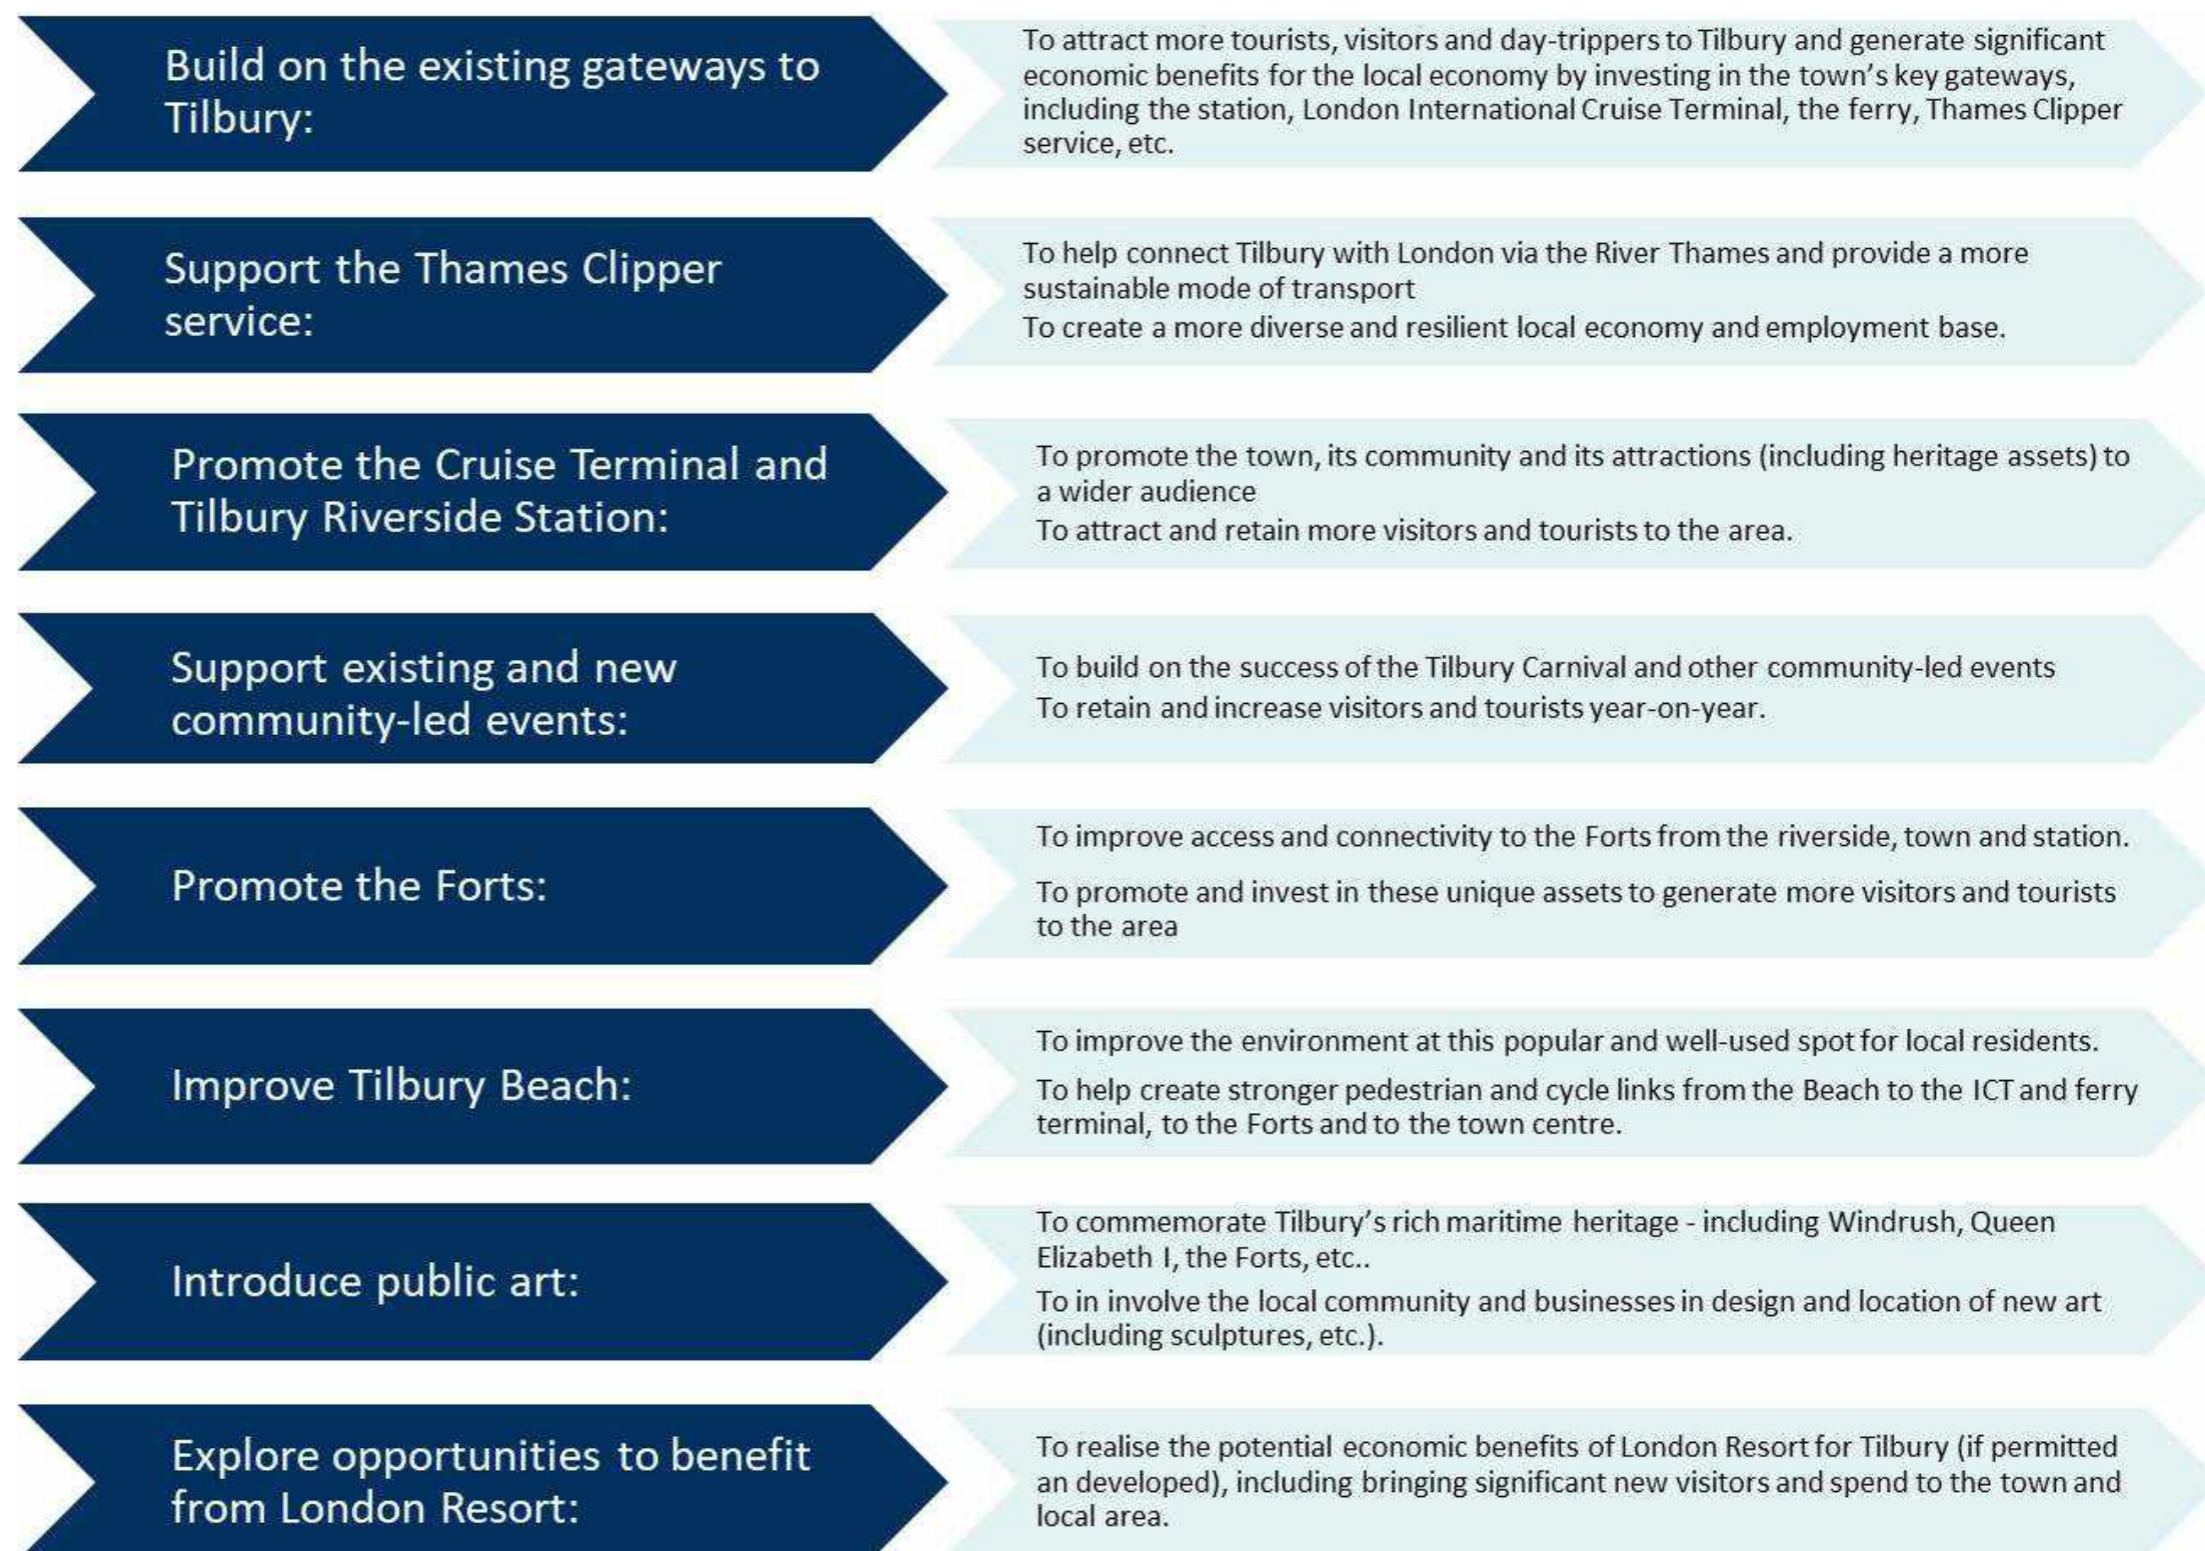 Build on the existing gateways to
Tilbury:
To attract more tourists, visitors and day-trippers to Tilbury and generate significant
economic benefits for the local economy by investing in the town's key gateways,
including the station, London International Cruise Terminal, the ferry, Thames Clipper
service, etc.
Support the Thames Clipper
service:
To help connect Tilbury with London via the River Thames and provide a more
sustainable mode of transport
To create a more diverse and resilient local economy and employment base.
Promote the Cruise Terminal and
Tilbury Riverside Station:
To promote the town, its community and its attractions (including heritage assets) to
a wider audience
To attract and retain more visitors and tourists to the area.
Support existing and new
community-led events:
To build on the success of the Tilbury Carnival and other community-led events
To retain and increase visitors and tourists year-on-year.
Promote the Forts:
To improve access and connectivity to the Forts from the riverside, town and station.
To promote and invest in these unique assets to generate more visitors and tourists
to the area
Improve Tilbury Beach:
To improve the environment at this popular and well-used spot for local residents.
To help create stronger pedestrian and cycle links from the Beach to the ICT and ferry
terminal, to the Forts and to the town centre.
Introduce public art:
To commemorate Tilbury's rich maritime heritage - including Windrush, Queen
Elizabeth I, the Forts, etc..
To in involve the local community and businesses in design and location of new art
(including sculptures, etc.).
Explore opportunities to benefit
from London Resort:
To realise the potential economic benefits of London Resort for Tilbury (if permitted
an developed), including bringing significant new visitors and spend to the town and
local area.